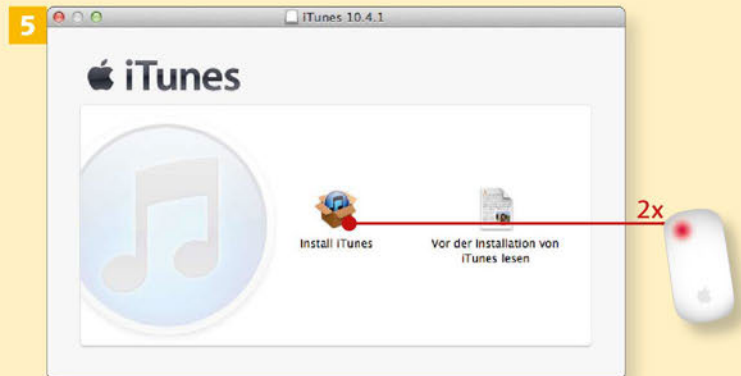 5
iTunes 10.4.1
iTunes
2x
Install iTunes
Vor der Installation von
iTunes lesen